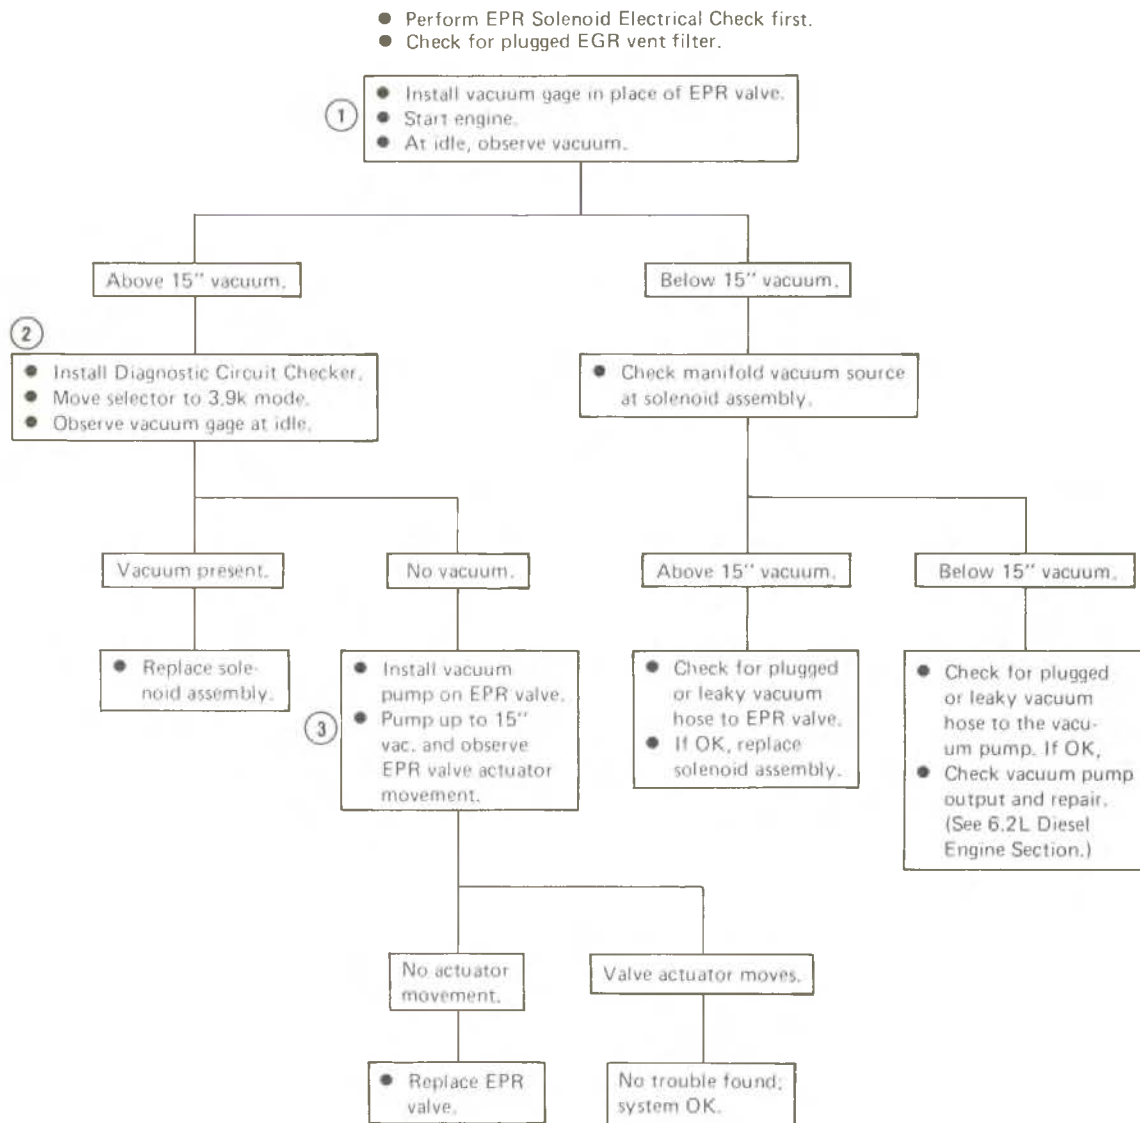 ● Perform EPR Solenoid Electrical Check first.
● Check for plugged EGR vent filter.
1
● Install vacuum gage in place of EPR valve.
● Start engine.
● At idle, observe vacuum.
Above 15" vacuum.
Below 15" vacuum.
2
● Install Diagnostic Circuit Checker.
● Move selector to 3.9k mode.
● Observe vacuum gage at idle.
● Check manifold vacuum source
at solenoid assembly.
Vacuum present.
No vacuum.
Above 15" vacuum.
Below 15" vacuum.
● Replace sole-
noid assembly.
3
● Install vacuum
pump on EPR valve.
● Pump up to 15"
vac. and observe
EPR valve actuator
movement.
● Check for plugged
or leaky vacuum
hose to EPR valve.
● If OK, replace
solenoid assembly.
● Check for plugged
or leaky vacuum
hose to the vacu-
um pump. If OK,
● Check vacuum pump
output and repair.
(See 6.2L Diesel
Engine Section.)
No actuator
movement.
Valve actuator moves.
● Replace EPR
valve.
No trouble found;
system OK.